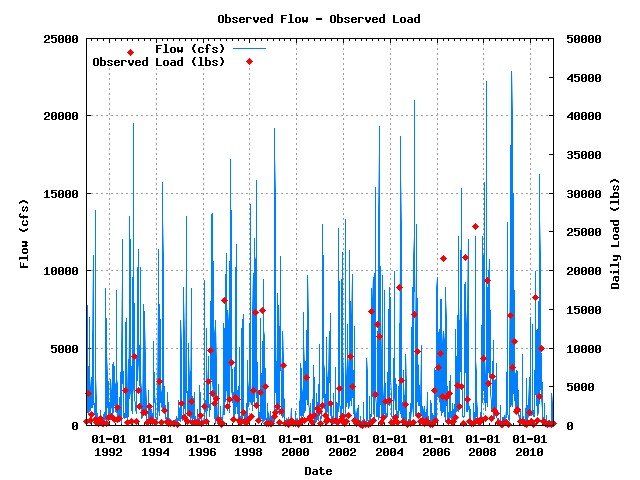 Observed Flow - Observed Load
Flow (cfs)
Observed Load (lbs)
25000
20000
15000
10000
5000
0
50000
45000
40000
35000
30000
25000
20000
15000
10000
5000
0
Flow (cfs)
Daily Load (lbs)
01-01 01-01 01-01 01-01 01-01 01-01 01-01 01-01 01-01 01-01
1992 1994 1996 1998 2000 2002 2004 2006 2008 2010
Date